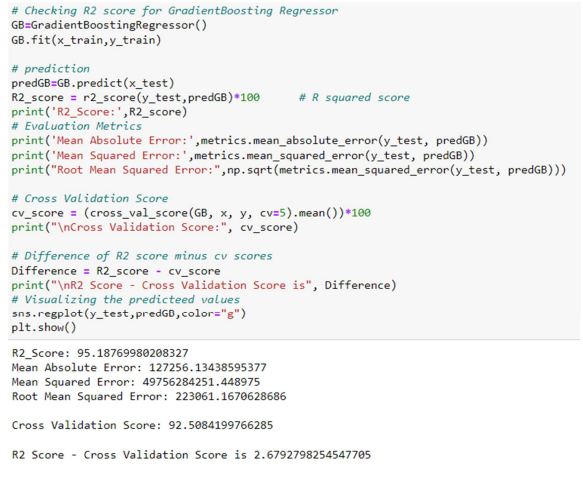 # Checking R2 score for GradientBoosting Regressor
GB=GradientBoostingRegressor()
GB.fit(x_train,y_train)
# prediction
predGB=GB.predict(x_test)
R2_score = r2_score(y_test,predGB)*100      # R squared score
print('R2_Score:',R2_score)
# Evaluation Metrics
print('Mean Absolute Error:',metrics.mean_absolute_error(y_test, predGB))
print('Mean Squared Error:',metrics.mean_squared_error(y_test, predGB))
print("Root Mean Squared Error:",np.sqrt(metrics.mean_squared_error(y_test, predGB)))
# Cross Validation Score
cv_score = (cross_val_score(GB, x, y, cv=5).mean())*100
print("\nCross Validation Score:", cv_score)
# Difference of R2 score minus cv scores
Difference = R2_score - cv_score
print("\nR2 Score - Cross Validation Score is", Difference)
# Visualizing the predicteed values
sns.regplot(y_test,predGB,color="g")
plt.show()
R2_Score: 95.18769980208327
Mean Absolute Error: 127256.13438595377
Mean Squared Error: 49756284251.448975
Root Mean Squared Error: 223061.1670628686
Cross Validation Score: 92.5084199766285
R2 Score - Cross Validation Score is 2.6792798254547705